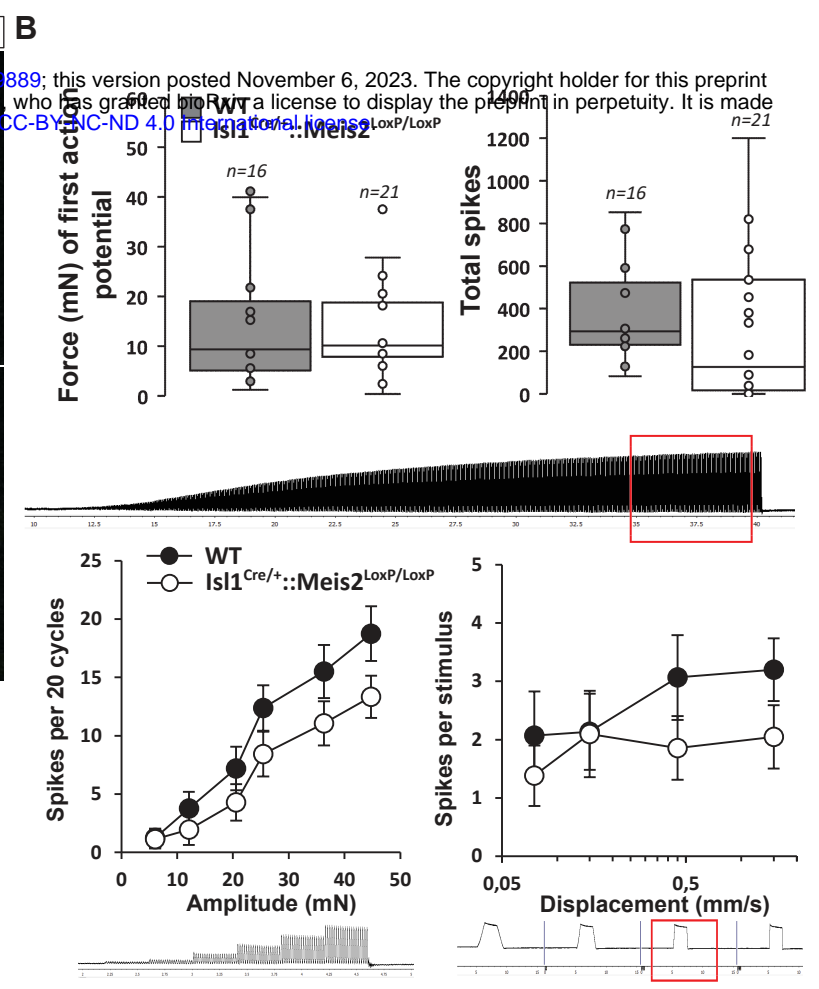 B
889; this version posted November 6, 2023. The copyright holder for this preprint
, who has granted bioRxiv a license to display the preprint in perpetuity. It is made
CC-BY-NC-ND 4.0 International license.
WT
Isl1Cre/+::Meis2LoxP/LoxP
Force (mN) of first action
potential
60
50
40
30
20
10
0
n=16
n=21
Total spikes
1400
1200
1000
800
600
400
200
0
n=16
n=21
10 12.5 15 17.5 20 22.5 25 27.5 30 32.5 35 37.5 40
WT
Isl1Cre/+::Meis2LoxP/LoxP
Spikes per 20 cycles
25
20
15
10
5
0
0 10 20 30 40 50
Amplitude (mN)
Spikes per stimulus
5
4
3
2
1
0
0,05 0,5
Displacement (mm/s)